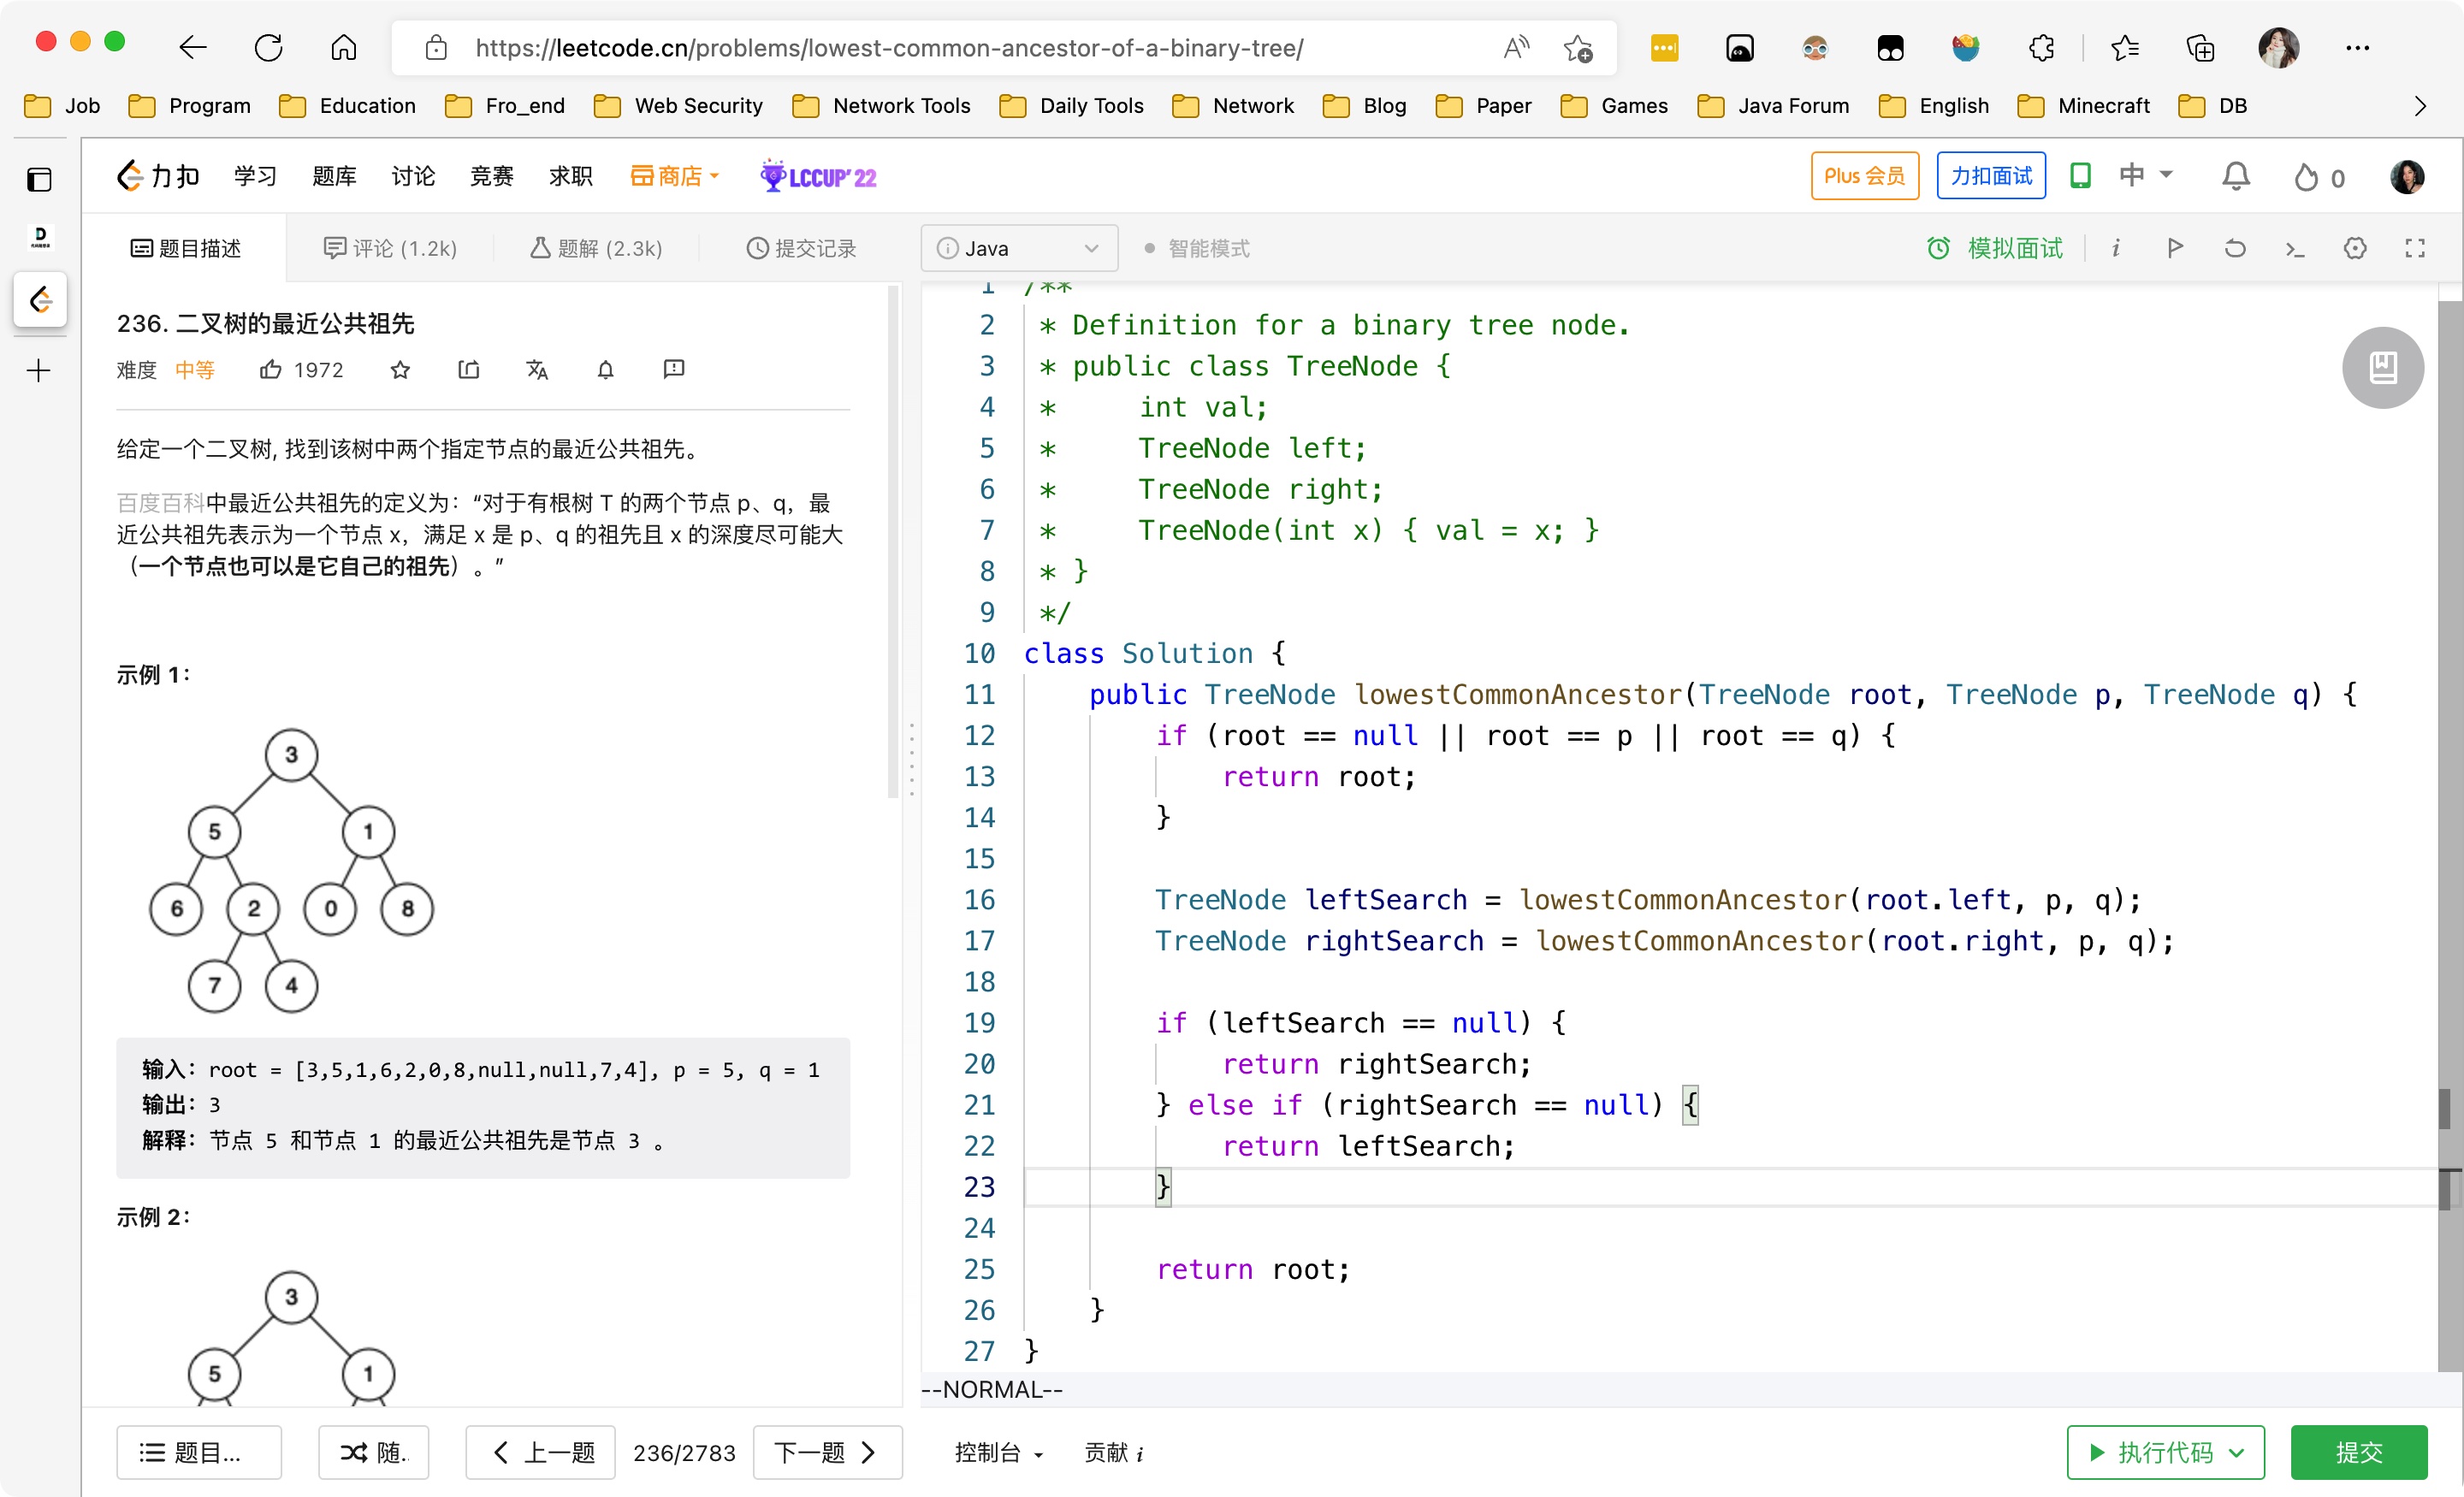 https://leetcode.cn/problems/lowest-common-ancestor-of-a-binary-tree/
Job Program Education Fro_end Web Security Network Tools Daily Tools Network Blog Paper Games Java Forum English Minecraft DB
力扣 学习 题库 讨论 竞赛 求职 商店 LCCUP'22 Plus 会员 力扣面试 中 0
题目描述 评论 (1.2k) 题解 (2.3k) 提交记录
Java 智能模式 模拟面试
236. 二叉树的最近公共祖先
难度 中等 1972
给定一个二叉树, 找到该树中两个指定节点的最近公共祖先。
百度百科中最近公共祖先的定义为：“对于有根树 T 的两个节点 p、q，最
近公共祖先表示为一个节点 x，满足 x 是 p、q 的祖先且 x 的深度尽可能大
（一个节点也可以是它自己的祖先）。”
示例 1：
3
5 1
6 2 0 8
7 4
输入：root = [3,5,1,6,2,0,8,null,null,7,4], p = 5, q = 1
输出：3
解释：节点 5 和节点 1 的最近公共祖先是节点 3 。
示例 2：
3
5 1
1 /**
2 * Definition for a binary tree node.
3 * public class TreeNode {
4 *     int val;
5 *     TreeNode left;
6 *     TreeNode right;
7 *     TreeNode(int x) { val = x; }
8 * }
9 */
10 class Solution {
11     public TreeNode lowestCommonAncestor(TreeNode root, TreeNode p, TreeNode q) {
12         if (root == null || root == p || root == q) {
13             return root;
14         }
15
16         TreeNode leftSearch = lowestCommonAncestor(root.left, p, q);
17         TreeNode rightSearch = lowestCommonAncestor(root.right, p, q);
18
19         if (leftSearch == null) {
20             return rightSearch;
21         } else if (rightSearch == null) {
22             return leftSearch;
23         }
24
25         return root;
26     }
27 }
--NORMAL--
题目... 随.. 上一题 236/2783 下一题 控制台 贡献 i 执行代码 提交